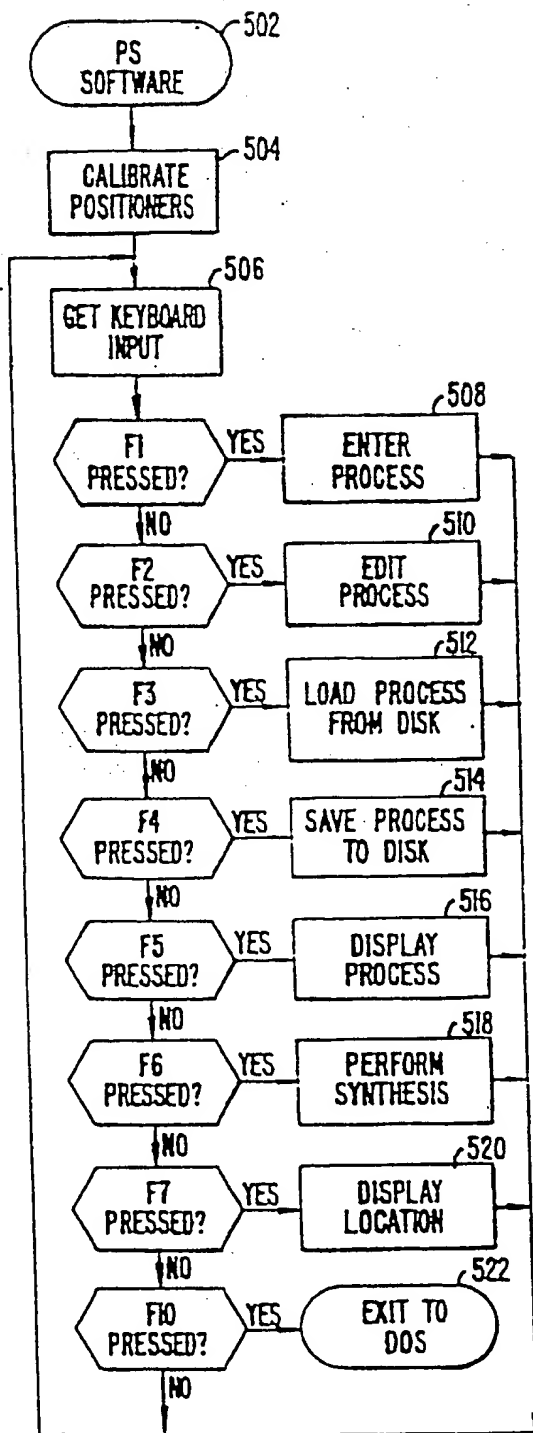 502
PS
SOFTWARE
504
CALIBRATE
POSITIONERS
506
GET KEYBOARD
INPUT
508
F1
PRESSED?
YES
ENTER
PROCESS
NO
510
F2
PRESSED?
YES
EDIT
PROCESS
NO
512
F3
PRESSED?
YES
LOAD PROCESS
FROM DISK
NO
514
F4
PRESSED?
YES
SAVE PROCESS
TO DISK
NO
516
F5
PRESSED?
YES
DISPLAY
PROCESS
NO
518
F6
PRESSED?
YES
PERFORM
SYNTHESIS
NO
520
F7
PRESSED?
YES
DISPLAY
LOCATION
NO
522
F10
PRESSED?
YES
EXIT TO
DOS
NO